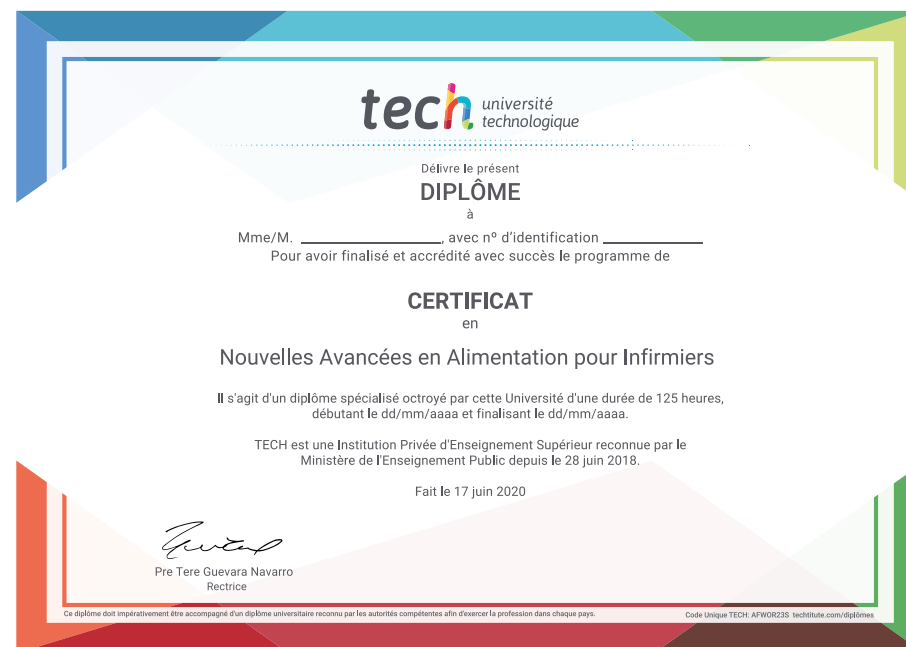 tech université
technologique
Délivre le présent
DIPLÔME
à
Mme/M. ____________________, avec nº d'identification ______________
Pour avoir finalisé et accrédité avec succès le programme de
CERTIFICAT
en
Nouvelles Avancées en Alimentation pour Infirmiers
Il s'agit d'un diplôme spécialisé octroyé par cette Université d'une durée de 125 heures,
débutant le dd/mm/aaaa et finalisant le dd/mm/aaaa.
TECH est une Institution Privée d'Enseignement Supérieur reconnue par le
Ministère de l'Enseignement Public depuis le 28 juin 2018.
Fait le 17 juin 2020
Pre Tere Guevara Navarro
Rectrice
Ce diplôme doit impérativement être accompagné d'un diplôme universitaire reconnu par les autorités compétentes afin d'exercer la profession dans chaque pays.
Code Unique TECH: AFWOR23S techtitute.com/diplômes